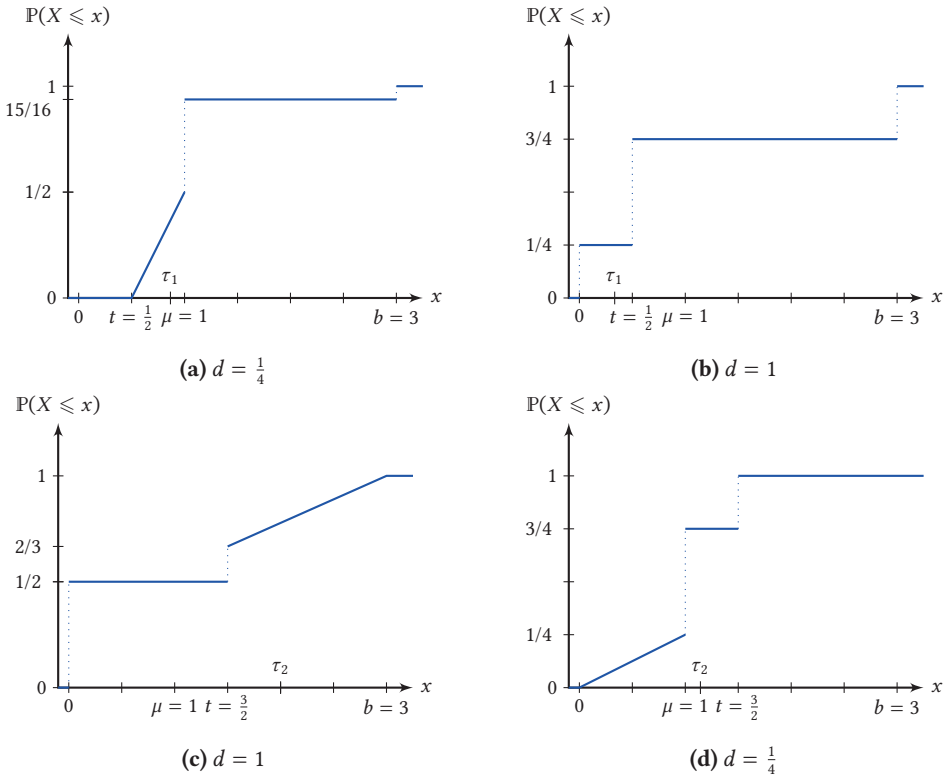 ℙ(X ⩽ x)
1
15/16
1/2
τ₁
0
x
0 t = 1/2 μ = 1 b = 3
(a) d = 1/4
ℙ(X ⩽ x)
1
3/4
1/4
τ₁
0
x
0 t = 1/2 μ = 1 b = 3
(b) d = 1
ℙ(X ⩽ x)
1
2/3
1/2
τ₂
0
x
0 μ = 1 t = 3/2 b = 3
(c) d = 1
ℙ(X ⩽ x)
1
3/4
1/4
τ₂
0
x
0 μ = 1 t = 3/2 b = 3
(d) d = 1/4